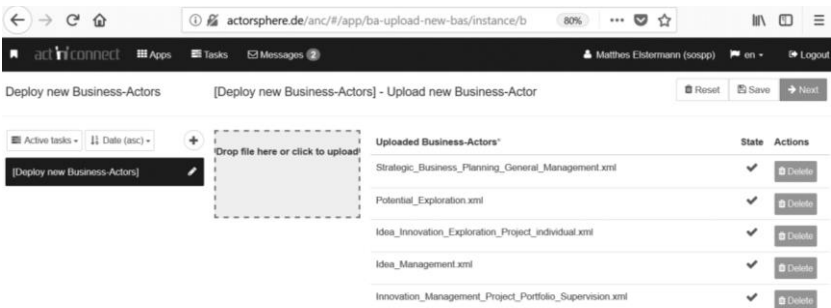 actorsphere.de/anc/#/app/ba-upload-new-bas/instance/b 80%
act'n'connect Apps Tasks Messages 2 Matthes Elstermann (sospp) en Logout
Deploy new Business-Actors [Deploy new Business-Actors] - Upload new Business-Actor Reset Save Next
Active tasks Date (asc) +
Drop file here or click to upload
[Deploy new Business-Actors]
Uploaded Business-Actors* State Actions
Strategic_Business_Planning_General_Management.xml Delete
Potential_Exploration.xml Delete
Idea_Innovation_Exploration_Project_individual.xml Delete
Idea_Management.xml Delete
Innovation_Management_Project_Portfolio_Supervision.xml Delete